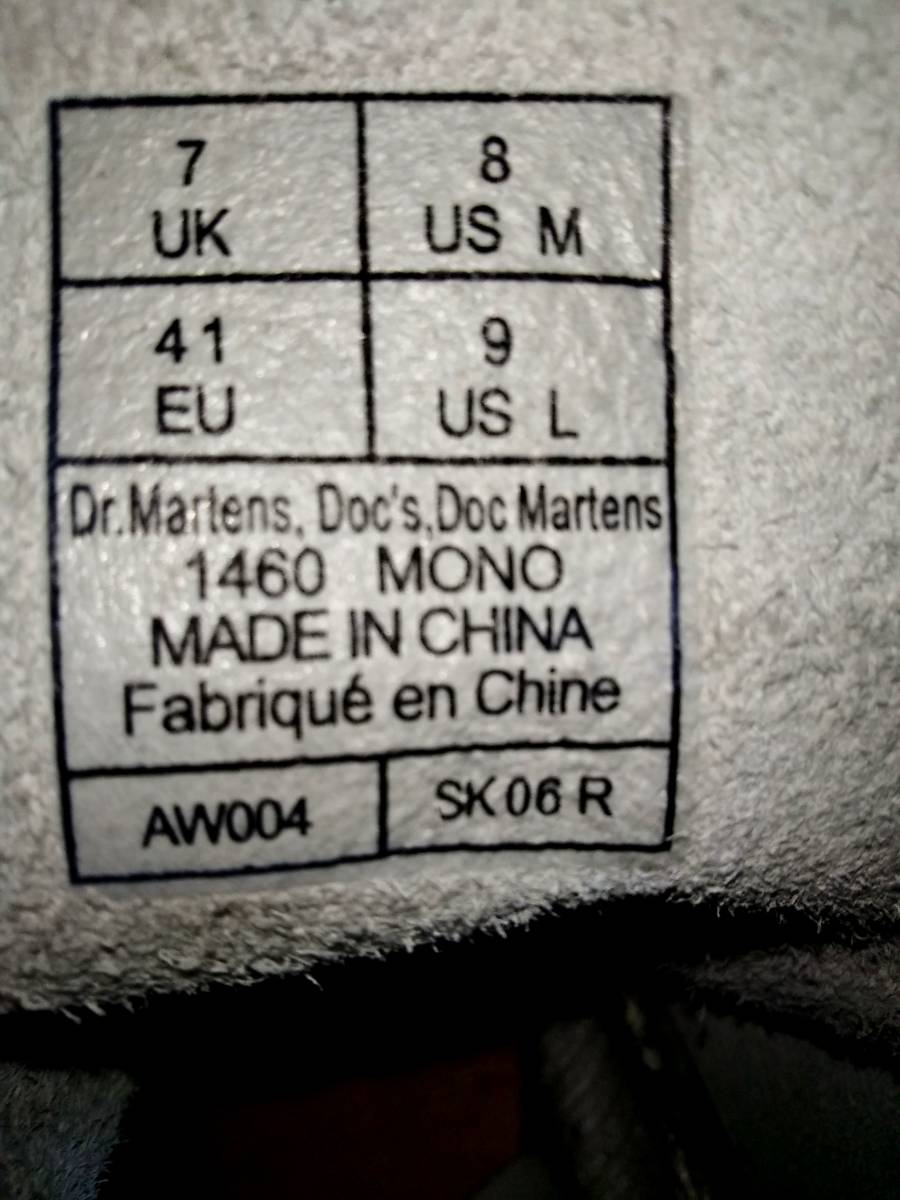 7
UK
8
US M
41
EU
9
US L
Dr.Martens, Doc's,Doc Martens
1460 MONO
MADE IN CHINA
Fabriqué en Chine
AW004
SK06 R